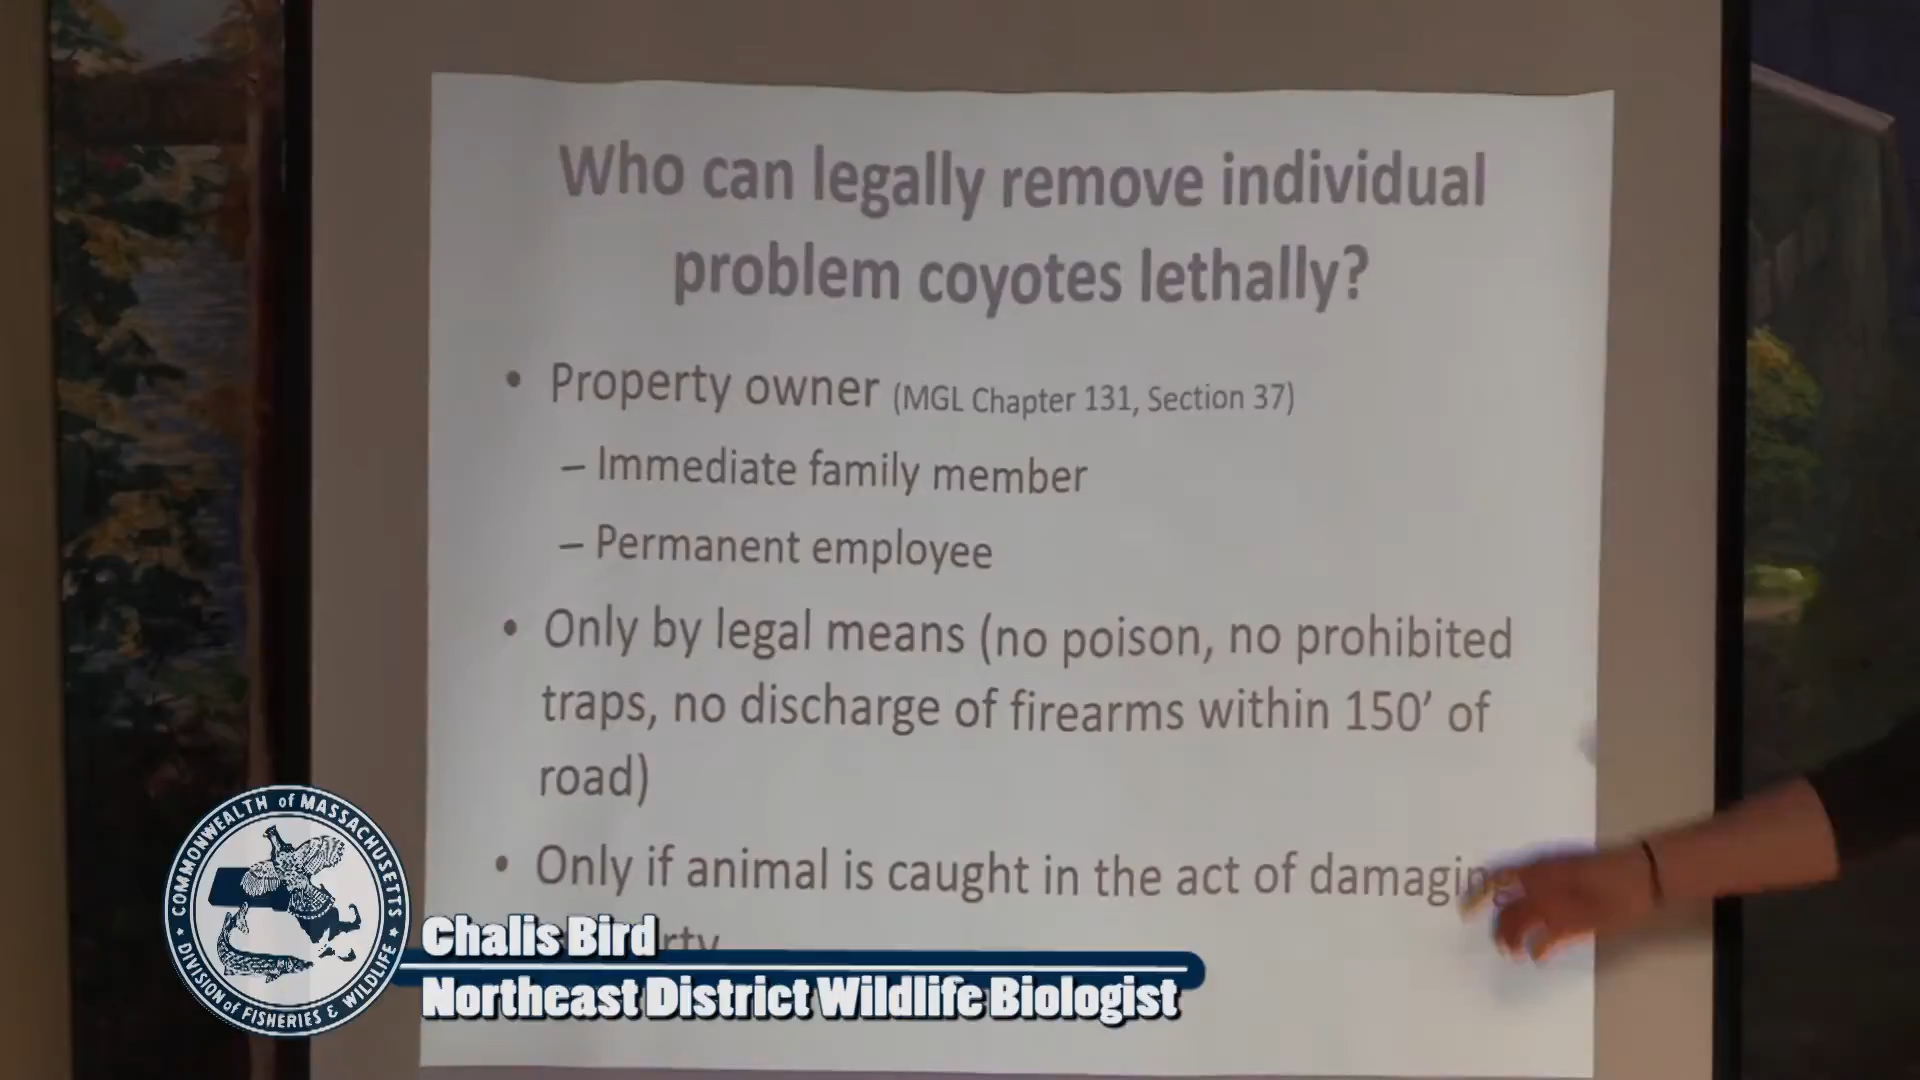 Who can legally remove individual
problem coyotes lethally?
• Property owner (MGL Chapter 131, Section 37)
– Immediate family member
– Permanent employee
• Only by legal means (no poison, no prohibited
traps, no discharge of firearms within 150' of
road)
• Only if animal is caught in the act of damaging
COMMONWEALTH of MASSACHUSETTS
DIVISION of FISHERIES & WILDLIFE
Chalis Bird
Northeast District Wildlife Biologist